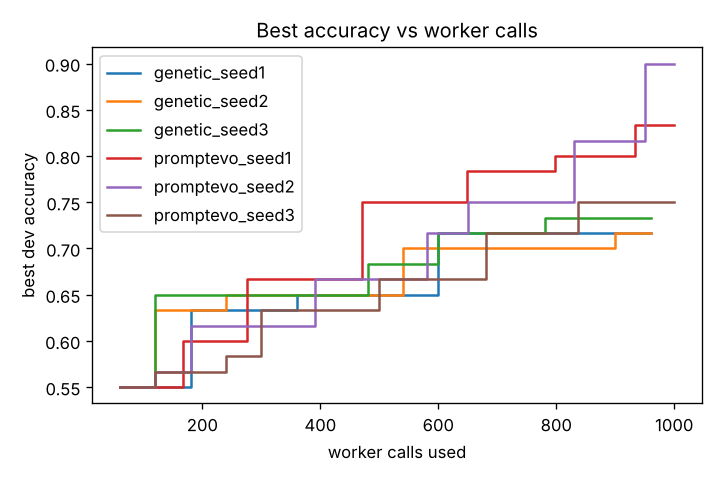 Best accuracy vs worker calls
genetic_seed1
genetic_seed2
genetic_seed3
promptevo_seed1
promptevo_seed2
promptevo_seed3
best dev accuracy
0.90
0.85
0.80
0.75
0.70
0.65
0.60
0.55
200 400 600 800 1000
worker calls used